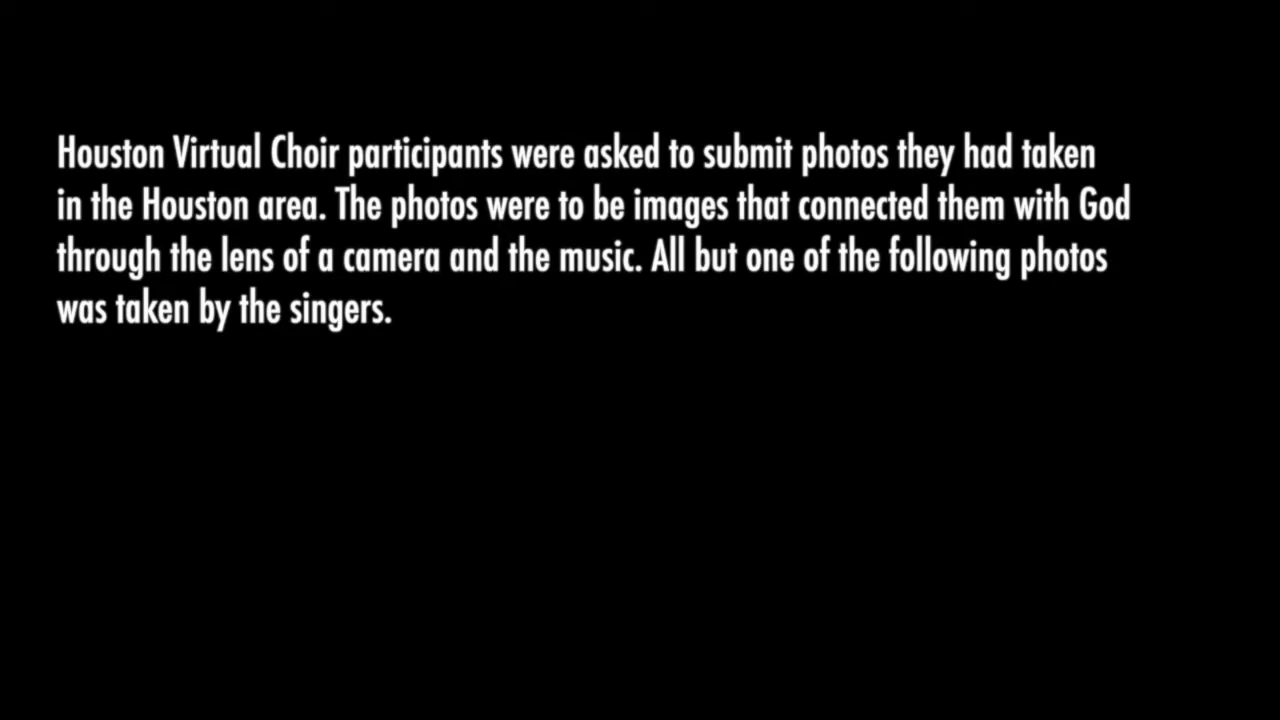 Houston Virtual Choir participants were asked to submit photos they had taken
in the Houston area. The photos were to be images that connected them with God
through the lens of a camera and the music. All but one of the following photos
was taken by the singers.